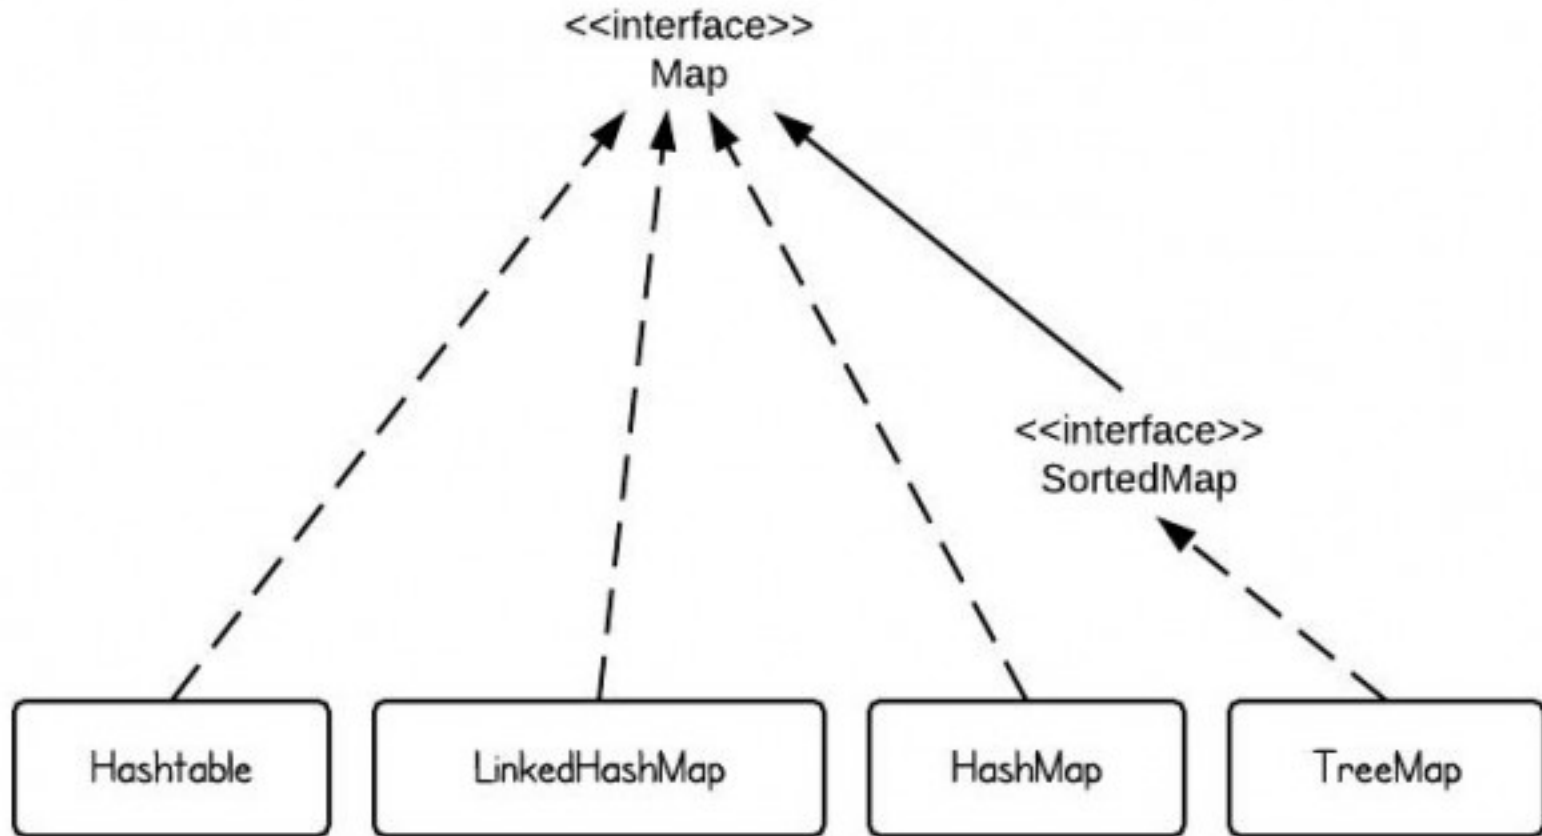 <<interface>>
Map
<<interface>>
SortedMap
Hashtable
LinkedHashMap
HashMap
TreeMap